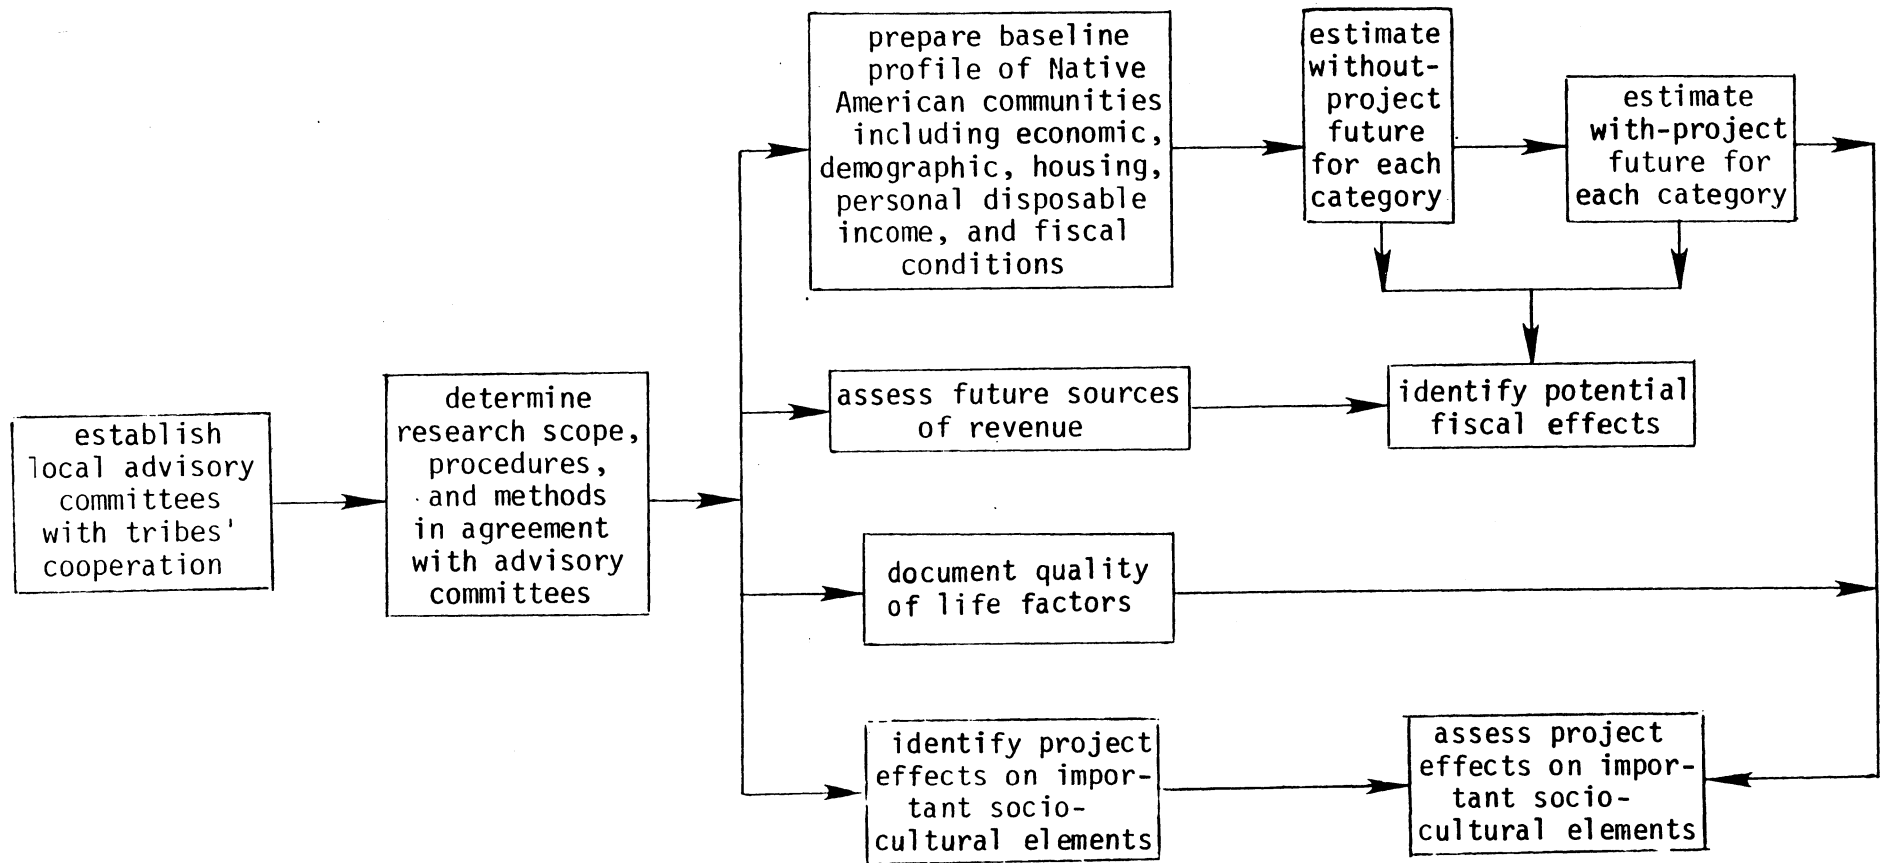 establish
local advisory
committees
with tribes'
cooperation
determine
research scope,
procedures,
and methods
in agreement
with advisory
committees
prepare baseline
profile of Native
American communities
including economic,
demographic, housing,
personal disposable
income, and fiscal
conditions
estimate
without-
project
future
for each
category
estimate
with-project
future for
each category
assess future sources
of revenue
identify potential
fiscal effects
document quality
of life factors
identify project
effects on impor-
tant socio-
cultural elements
assess project
effects on impor-
tant socio-
cultural elements